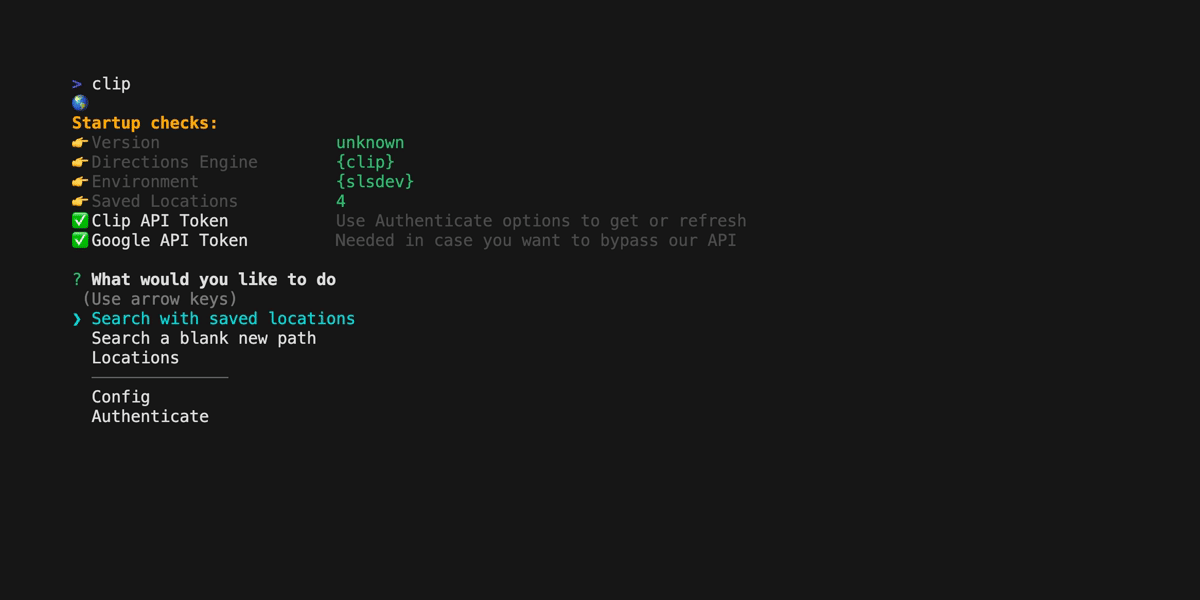 > clip
Startup checks:
Version unknown
Directions Engine {clip}
Environment {slsdev}
Saved Locations 4
Clip API Token Use Authenticate options to get or refresh
Google API Token Needed in case you want to bypass our API
? What would you like to do
(Use arrow keys)
❯ Search with saved locations
Search a blank new path
Locations
Config
Authenticate